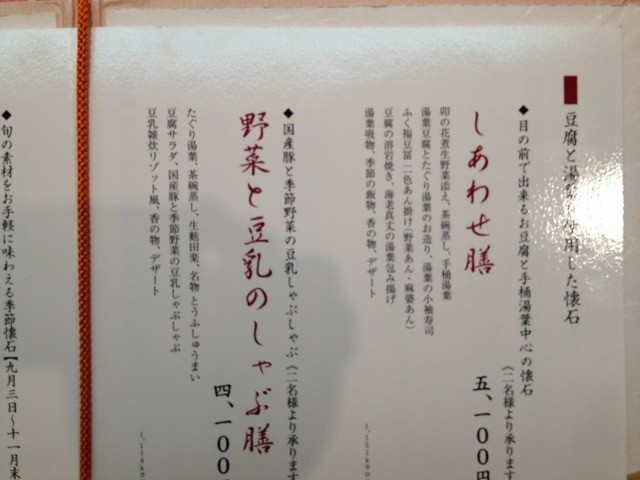 豆腐と湯葉 使用した懐石
◆目の前で出来るお豆腐と手桶湯葉中心の懐石
(二名様より承ります
しあわせ膳
五、一〇〇円
卯の花煮生野菜添え、茶碗蒸し、手桶湯葉
湯葉豆腐とたぐり湯葉のお造り、湯葉の小袖寿司
ふく福豆冨 二色あん掛け(野菜あん・麻婆あん)
豆腐の溶岩焼き、海老真丈の湯葉包み揚げ
湯葉吸物、季節の飯物、香の物、デザート
◆国産豚と季節野菜の豆乳しゃぶしゃぶ(二名様より承ります
野菜と豆乳のしゃぶ膳
四、一〇〇
たぐり湯葉、茶碗蒸し、生麩田楽、名物とうふしゅうまい
豆腐サラダ、国産豚と季節野菜の豆乳しゃぶしゃぶ
豆乳雑炊リゾット風、香の物、デザート
◆旬の素材をお手軽に味わえる季節懐石【九月三日〜十一月末